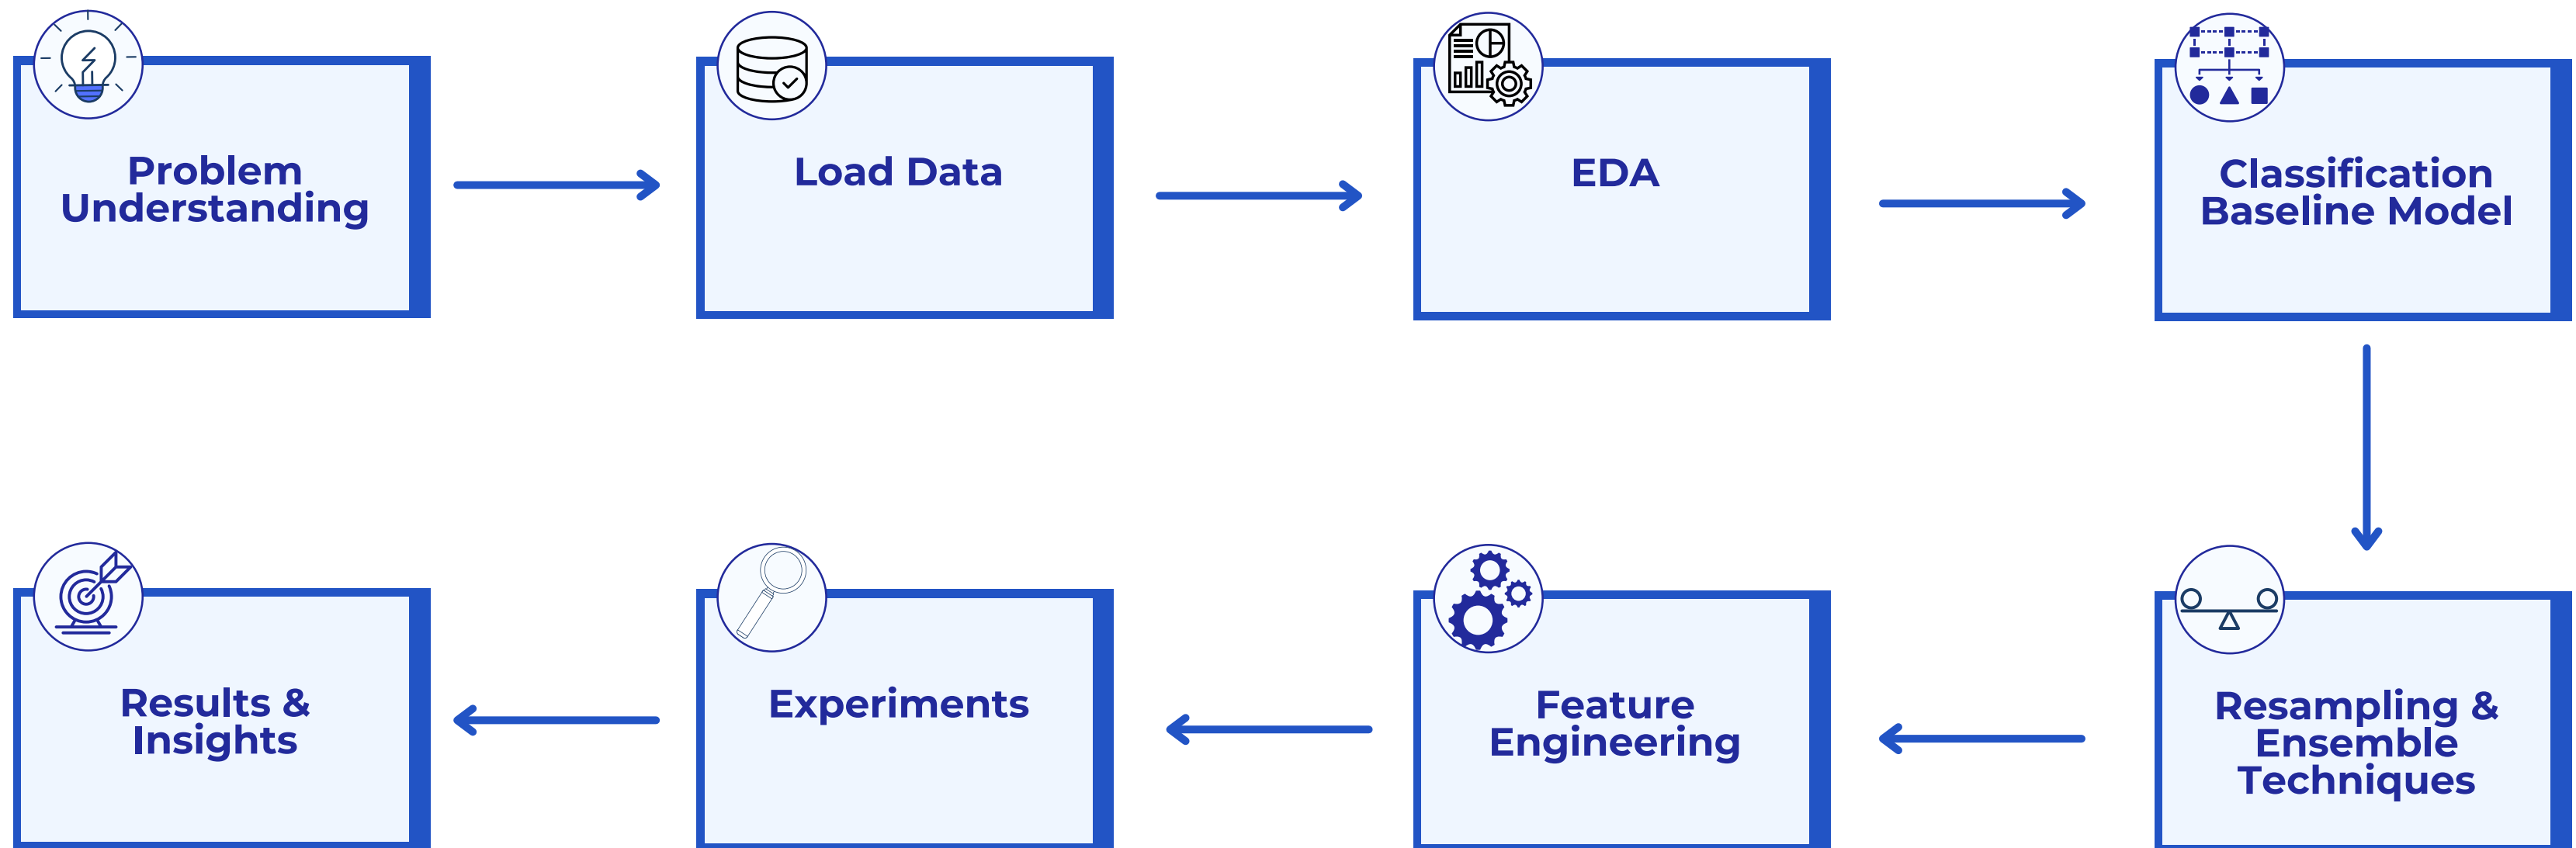 Problem
Understanding
Load Data
EDA
Classification
Baseline Model
Resampling &
Ensemble
Techniques
Feature
Engineering
Experiments
Results &
Insights